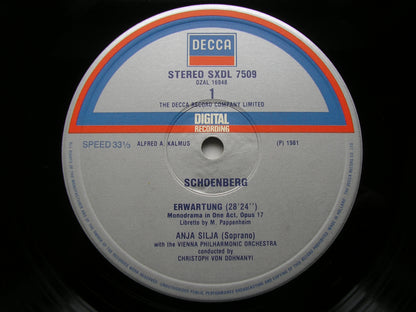 DECCA
STEREO SXDL 7509
OZAL 16948
1
THE DECCA RECORD COMPANY LIMITED
DIGITAL
RECORDING
SPEED 33⅓
ALFRED A. KALMUS
(P) 1981
SCHOENBERG
ERWARTUNG (28'24'')
Monodrama in One Act, Opus 17
Libretto by M. Pappenheim
ANJA SILJA (Soprano)
with the VIENNA PHILHARMONIC ORCHESTRA
conducted by
CHRISTOPH VON DOHNANYI